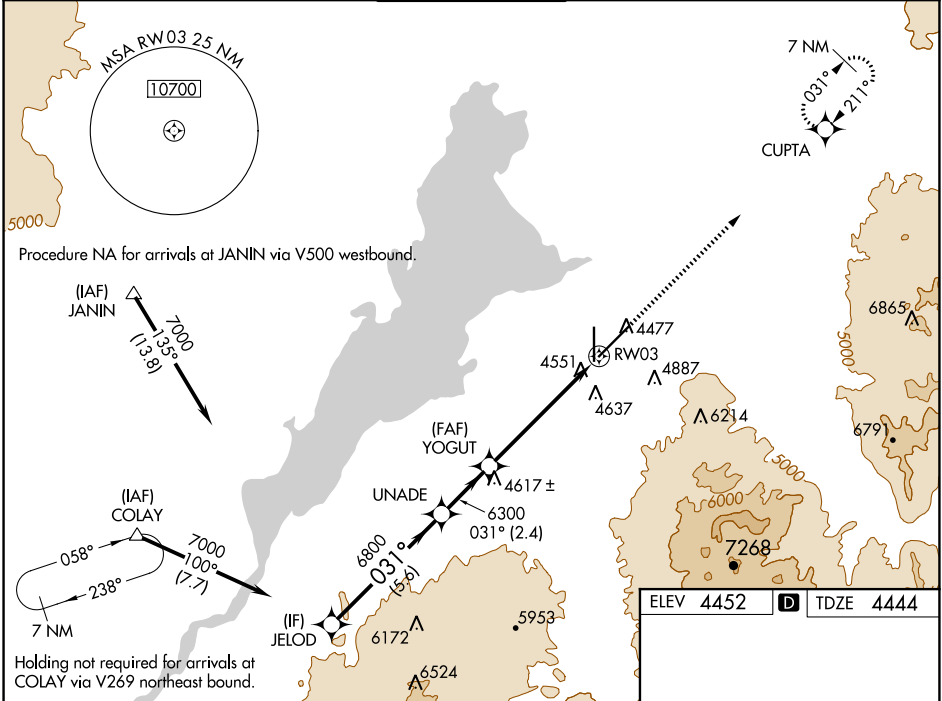 MSA RW03 25 NM
10700
7 NM
031°
211°
CUPTA
5000
Procedure NA for arrivals at JANIN via V500 westbound.
(IAF)
JANIN
7000
135°
(13.8)
4477
RW03
4551
4887
4637
6865
5000
6214
6791
5000
6000
7268
(FAF)
YOGUT
4617 ±
UNADE
6300
031° (2.4)
(IAF)
COLAY
058°
238°
7 NM
7000
100°
(7.7)
6800
031°
(5.6)
(IF)
JELOD
6172
5953
6524
Holding not required for arrivals at
COLAY via V269 northeast bound.
ELEV 4452 D TDZE 4444